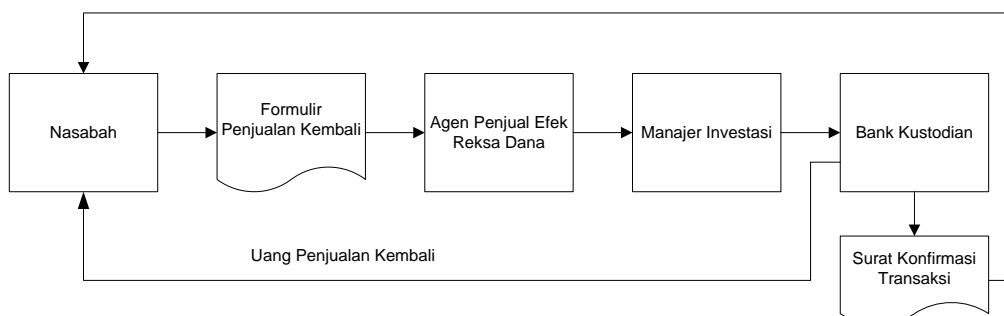 Nasabah
Formulir
Penjualan Kembali
Agen Penjual Efek
Reksa Dana
Manajer Investasi
Bank Kustodian
Uang Penjualan Kembali
Surat Konfirmasi
Transaksi